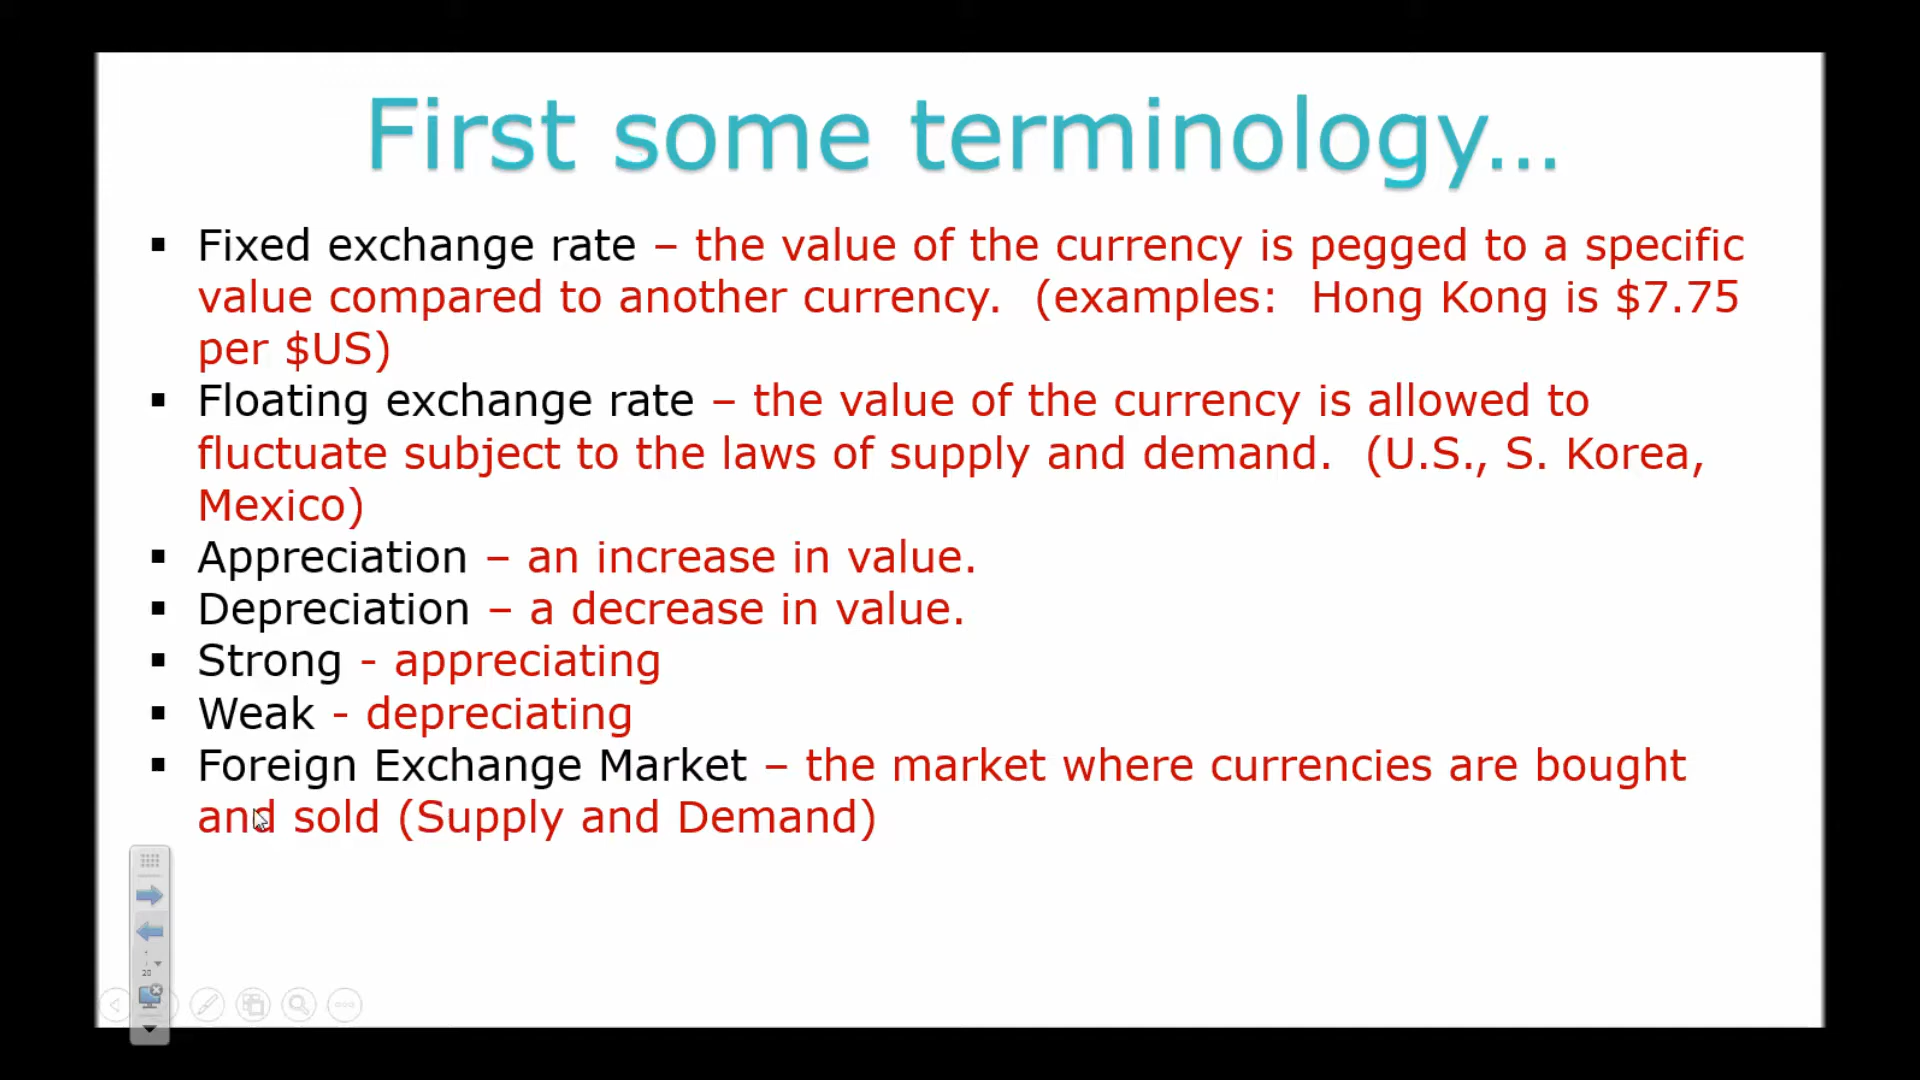 First some terminology...
▪ Fixed exchange rate – the value of the currency is pegged to a specific
value compared to another currency.  (examples:  Hong Kong is $7.75
per $US)
▪ Floating exchange rate – the value of the currency is allowed to
fluctuate subject to the laws of supply and demand.  (U.S., S. Korea,
Mexico)
▪ Appreciation – an increase in value.
▪ Depreciation – a decrease in value.
▪ Strong - appreciating
▪ Weak - depreciating
▪ Foreign Exchange Market – the market where currencies are bought
and sold (Supply and Demand)
20